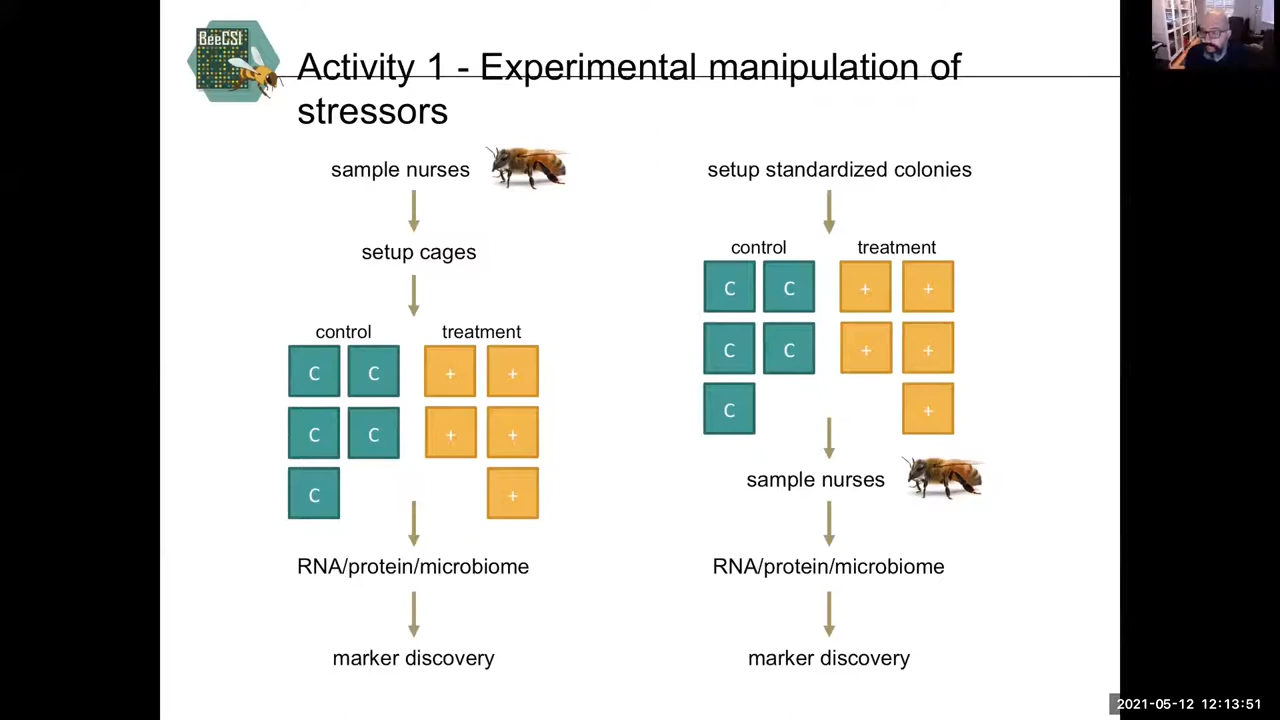 BeeCSI
Activity 1 - Experimental manipulation of
stressors
sample nurses
setup cages
control treatment
C C + +
C C + +
C +
RNA/protein/microbiome
marker discovery
setup standardized colonies
control treatment
C C + +
C C + +
C +
sample nurses
RNA/protein/microbiome
marker discovery
2021-05-12 12:13:51